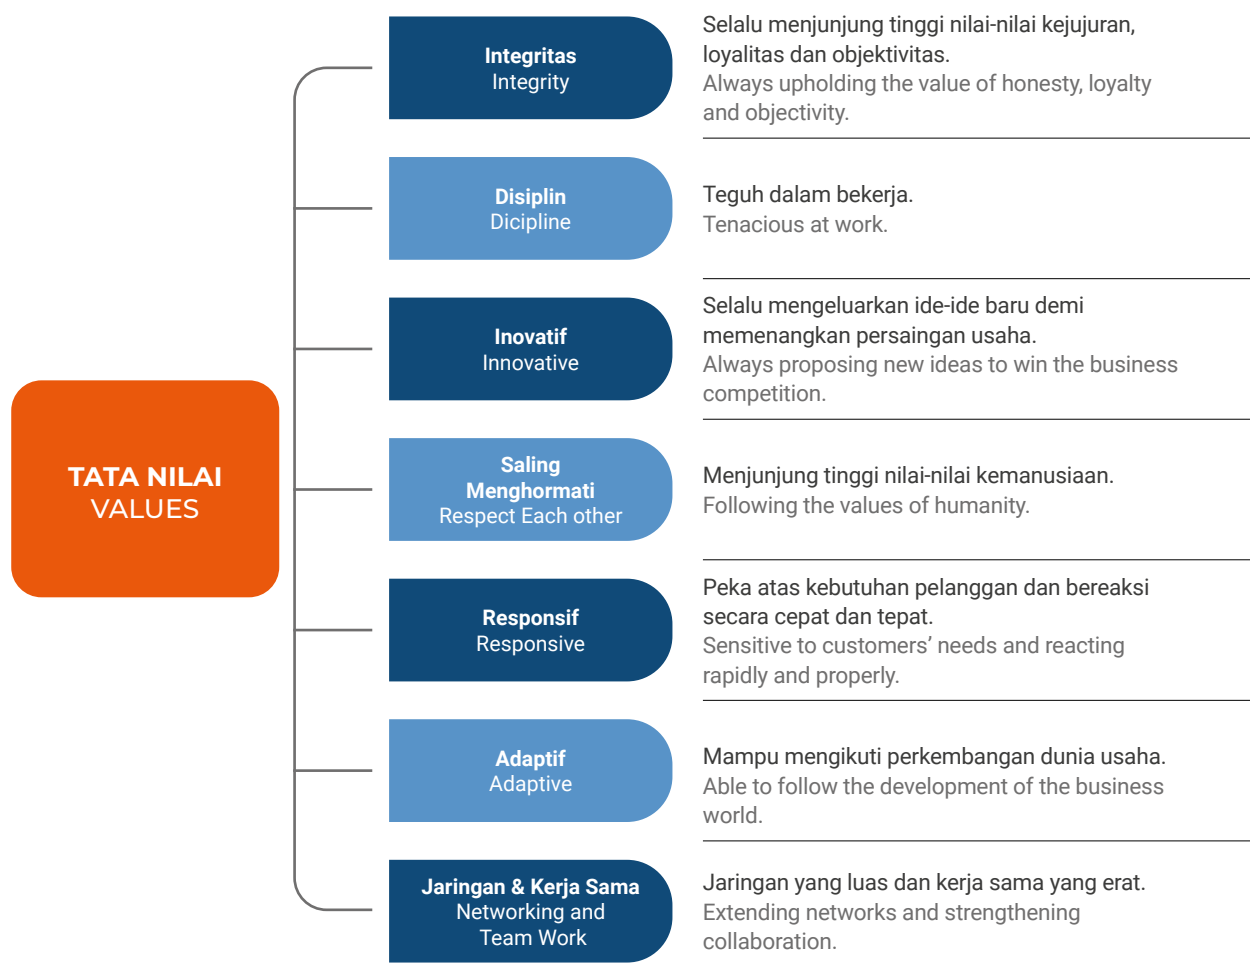 TATA NILAI
VALUES
Integritas
Integrity
Selalu menjunjung tinggi nilai-nilai kejujuran,
loyalitas dan objektivitas.
Always upholding the value of honesty, loyalty
and objectivity.
Disiplin
Dicipline
Teguh dalam bekerja.
Tenacious at work.
Inovatif
Innovative
Selalu mengeluarkan ide-ide baru demi
memenangkan persaingan usaha.
Always proposing new ideas to win the business
competition.
Saling
Menghormati
Respect Each other
Menjunjung tinggi nilai-nilai kemanusiaan.
Following the values of humanity.
Responsif
Responsive
Peka atas kebutuhan pelanggan dan bereaksi
secara cepat dan tepat.
Sensitive to customers’ needs and reacting
rapidly and properly.
Adaptif
Adaptive
Mampu mengikuti perkembangan dunia usaha.
Able to follow the development of the business
world.
Jaringan & Kerja Sama
Networking and
Team Work
Jaringan yang luas dan kerja sama yang erat.
Extending networks and strengthening
collaboration.